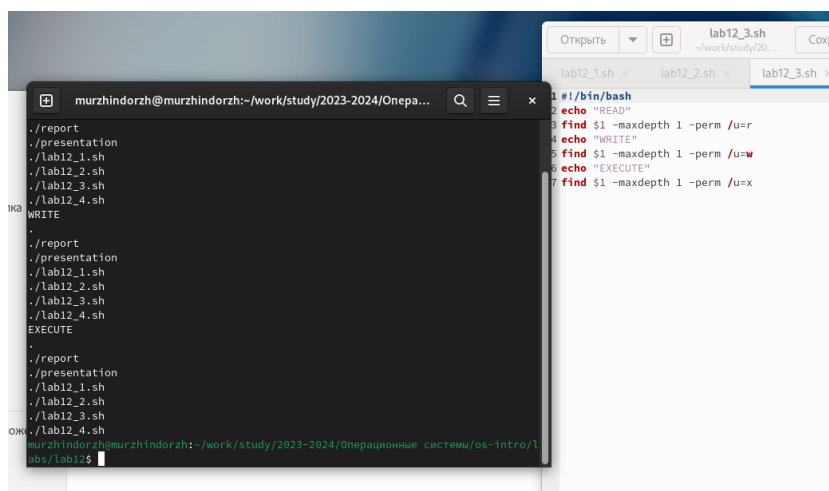 Открыть
lab12_3.sh
~/work/study/20...
lab12_1.sh ×
lab12_2.sh ×
lab12_3.sh ×
murzhindorzh@murzhindorzh:~/work/study/2023-2024/Опера...
./report
./presentation
./lab12_1.sh
./lab12_2.sh
./lab12_3.sh
./lab12_4.sh
WRITE
.
./report
./presentation
./lab12_1.sh
./lab12_2.sh
./lab12_3.sh
./lab12_4.sh
EXECUTE
.
./report
./presentation
./lab12_1.sh
./lab12_2.sh
./lab12_3.sh
./lab12_4.sh
murzhindorzh@murzhindorzh:~/work/study/2023-2024/Операционные системы/os-intro/l
abs/lab12$
1 #!/bin/bash
2 echo "READ"
3 find $1 -maxdepth 1 -perm /u=r
4 echo "WRITE"
5 find $1 -maxdepth 1 -perm /u=w
6 echo "EXECUTE"
7 find $1 -maxdepth 1 -perm /u=x